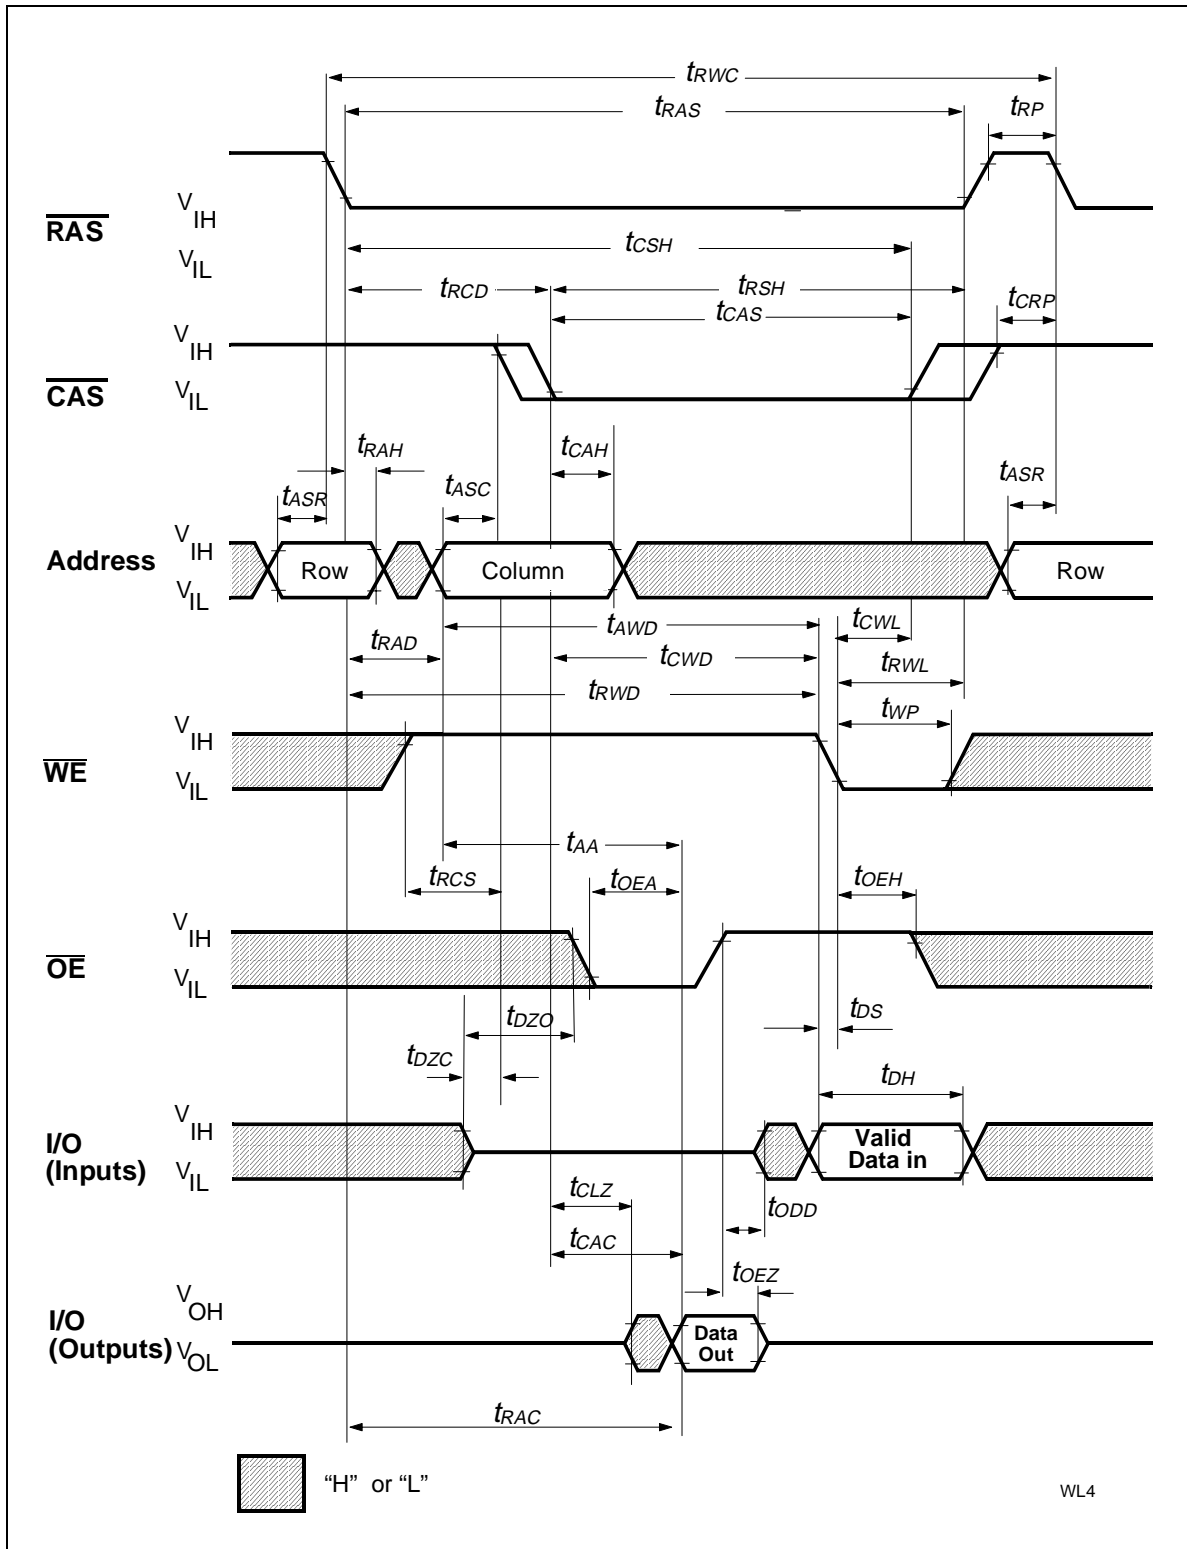 tRWC
tRAS
tRP
RAS
VIH
VIL
tCSH
tRCD
tRSH
tCAS
tCRP
CAS
VIH
VIL
tRAH
tCAH
tASR
tASC
tASR
Address
VIH
VIL
Row
Column
Row
tAWD
tCWL
tRAD
tCWD
tRWL
tRWD
tWP
WE
VIH
VIL
tAA
tRCS
tOEA
tOEH
OE
VIH
VIL
tDZO
tDS
tDZC
tDH
I/O
(Inputs)
VIH
VIL
Valid
Data in
tCLZ
tODD
tCAC
tOEZ
I/O
(Outputs)
VOH
VOL
Data
Out
tRAC
“H” or “L”
WL4